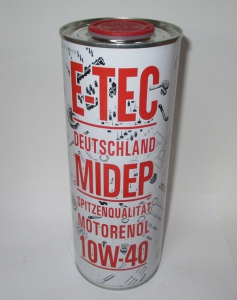 E-TEC
DEUTSCHLAND
MIDEP
SPITZENQUALITÄT
MOTORENÖL
10W-40